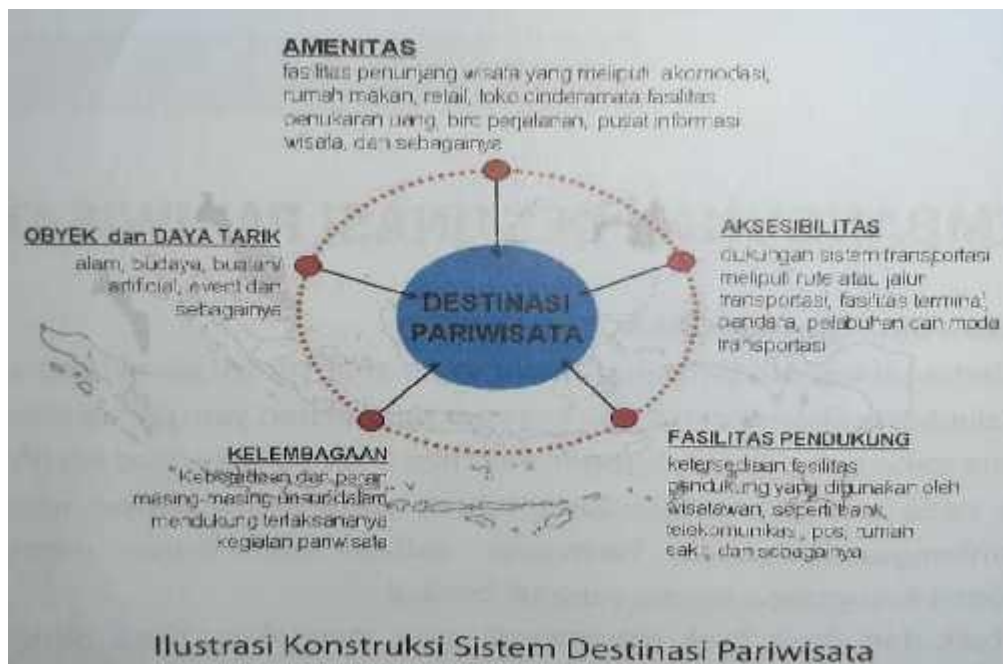 AMENITAS
fasilitas penunjang wisata yang meliputi akomodasi,
rumah makan, retail, toko cinderamata fasilitas
penukaran uang, biro perjalanan, pusat informasi
wisata, dan sebagainya
OBYEK dan DAYA TARIK
alam, budaya, buatan/
artificial, event dan
sebagainya
DESTINASI
PARIWISATA
AKSESIBILITAS
dukungan sistem transportasi
meliputi rute atau jalur
transportasi, fasilitas terminal,
bandara, pelabuhan dan moda
transportasi
KELEMBAGAAN
Keberadaan dan peran
masing-masing unsur dalam
mendukung terlaksananya
kegiatan pariwisata
FASILITAS PENDUKUNG
ketersediaan fasilitas
pendukung yang digunakan oleh
wisatawan, seperti bank,
telekomunikasi, pos, rumah
sakit, dan sebagainya
Ilustrasi Konstruksi Sistem Destinasi Pariwisata